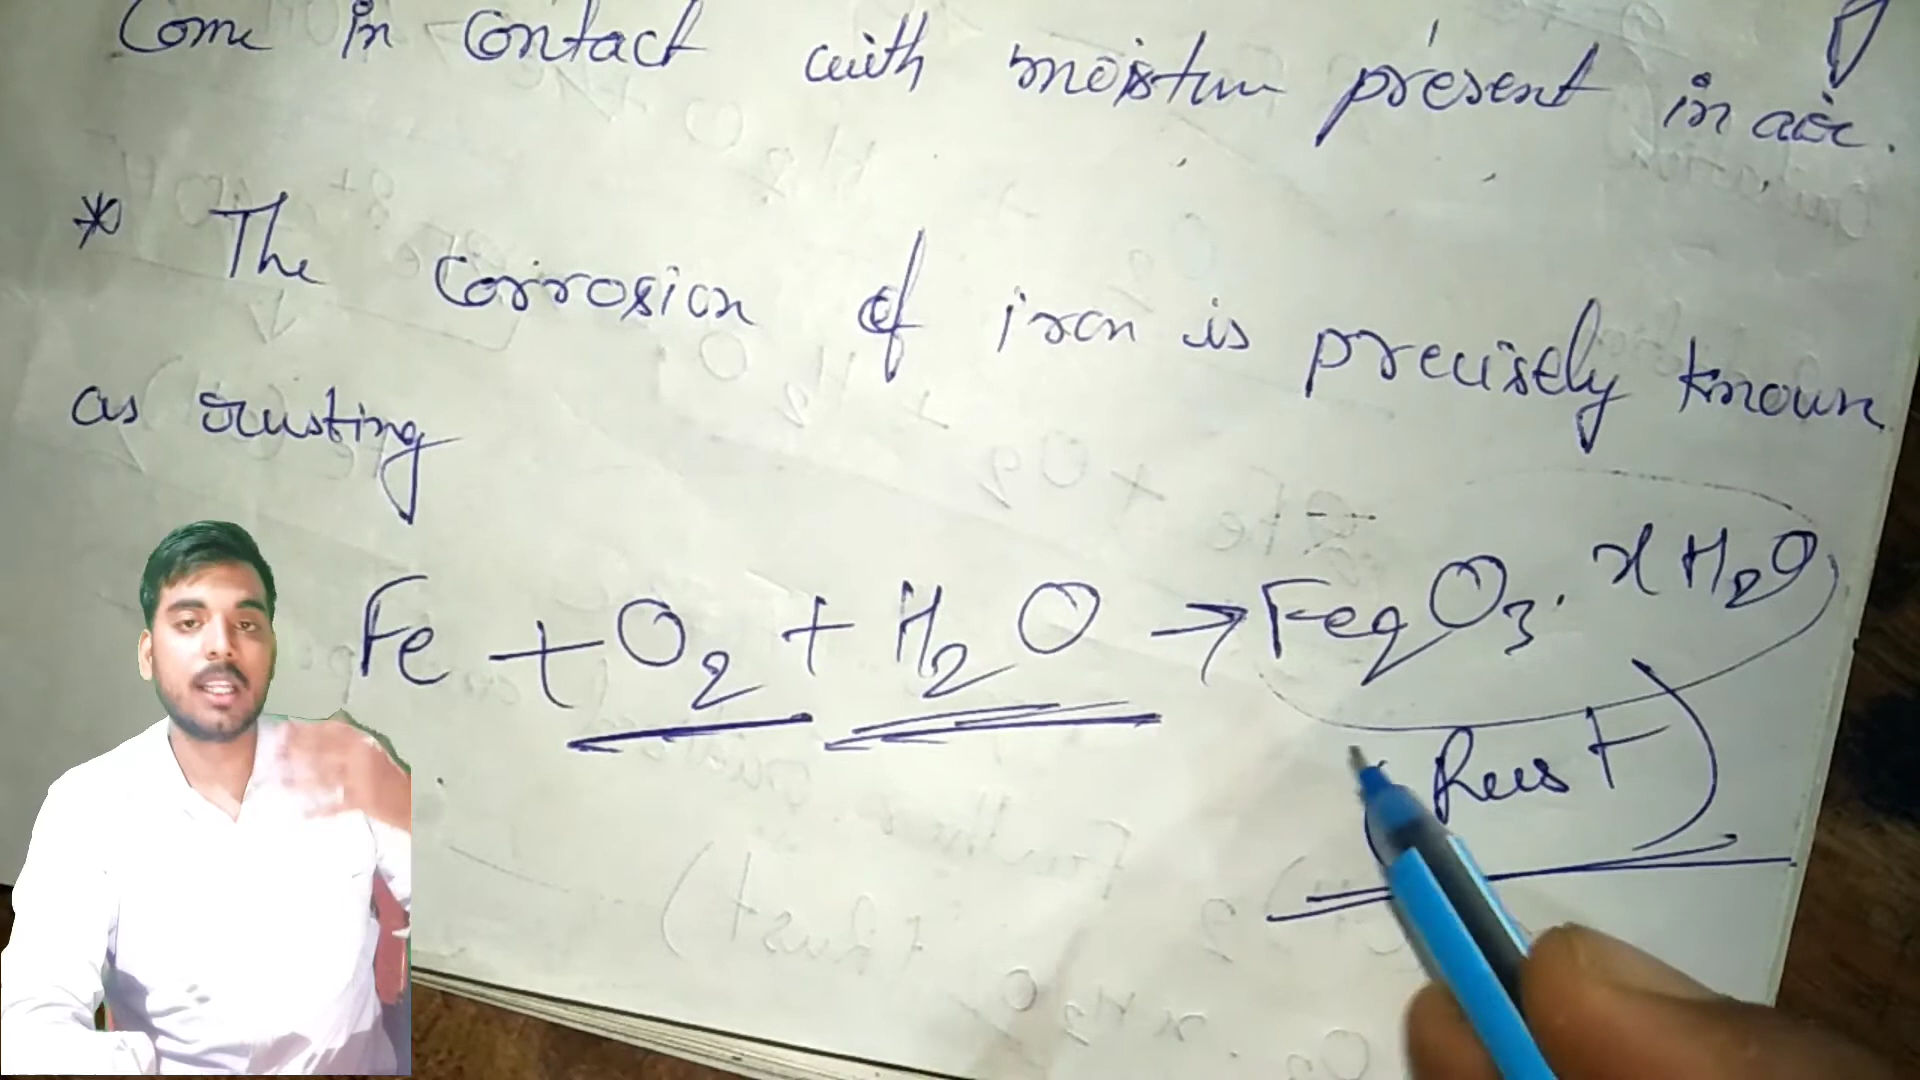 Come in contact with moisture present in air.
* The corrosion of iron is precisely known
as rusting
Fe + O2 + H2O → Fe2O3. x H2O
(Rust)